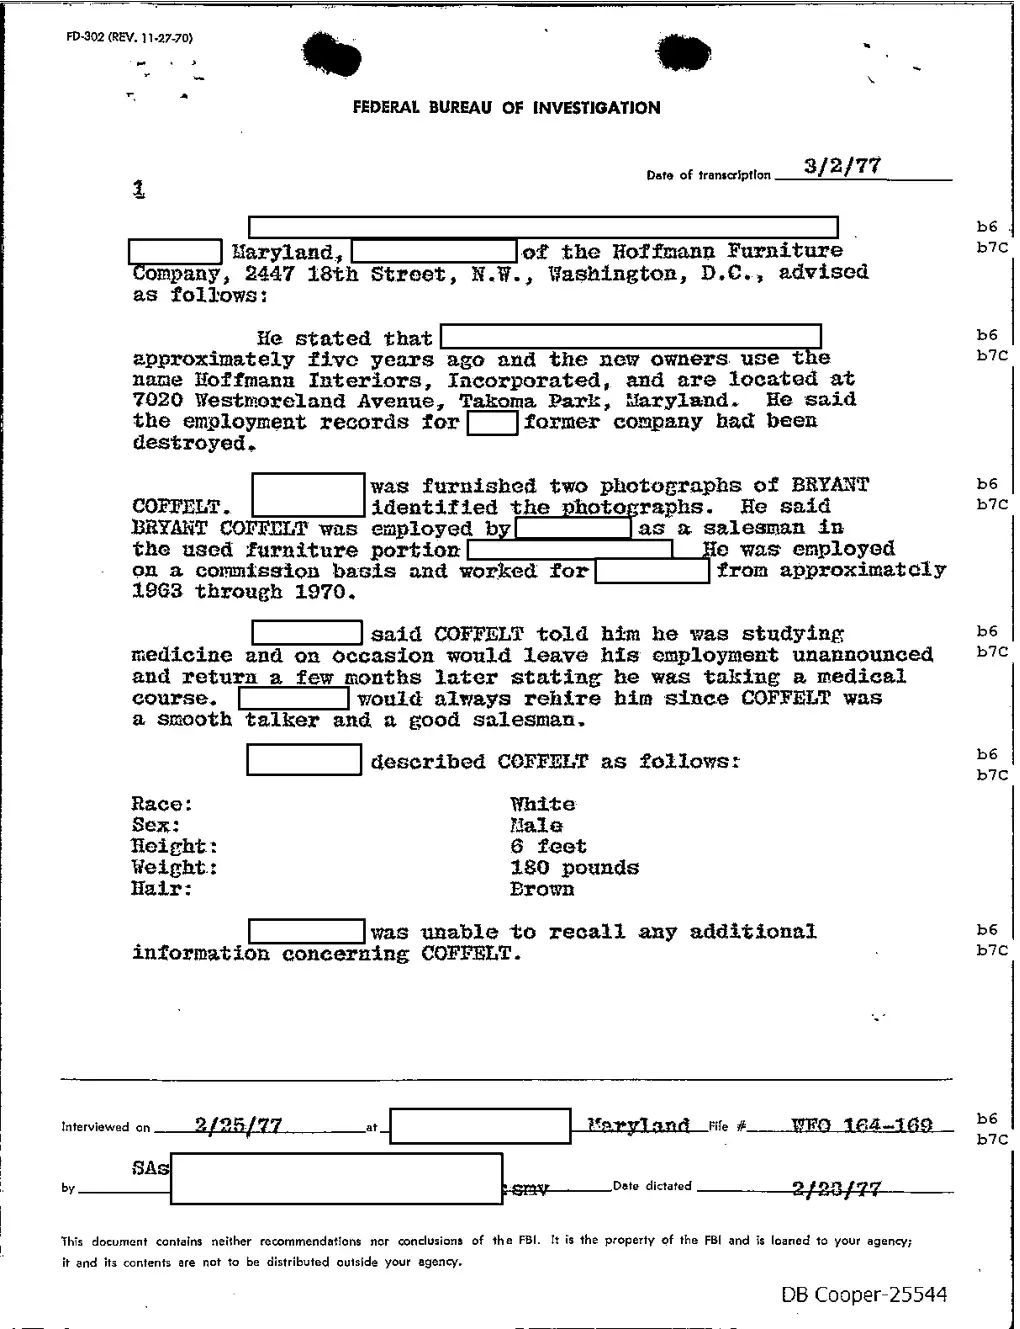 FD-302 (REV. 11-27-70)
FEDERAL BUREAU OF INVESTIGATION
Date of transcription 3/2/77
1
b6
Maryland, of the Hoffmann Furniture b7C
Company, 2447 18th Street, N.W., Washington, D.C., advised
as follows:
He stated that b6
approximately five years ago and the new owners use the b7C
name Hoffmann Interiors, Incorporated, and are located at
7020 Westmoreland Avenue, Takoma Park, Maryland. He said
the employment records for former company had been
destroyed.
was furnished two photographs of BRYANT b6
COFFELT. identified the photographs. He said b7C
BRYANT COFFELT was employed by as a salesman in
the used furniture portion He was employed
on a commission basis and worked for from approximately
1963 through 1970.
said COFFELT told him he was studying b6
medicine and on occasion would leave his employment unannounced b7C
and return a few months later stating he was taking a medical
course. would always rehire him since COFFELT was
a smooth talker and a good salesman.
described COFFELT as follows: b6
b7C
Race: White
Sex: Male
Height: 6 feet
Weight: 180 pounds
Hair: Brown
was unable to recall any additional b6
information concerning COFFELT. b7C
Interviewed on 2/25/77 at Maryland File # WFO 164-169 b6
b7C
SAs
by :smv Date dictated 2/28/77
This document contains neither recommendations nor conclusions of the FBI. It is the property of the FBI and is loaned to your agency;
it and its contents are not to be distributed outside your agency.
DB Cooper-25544